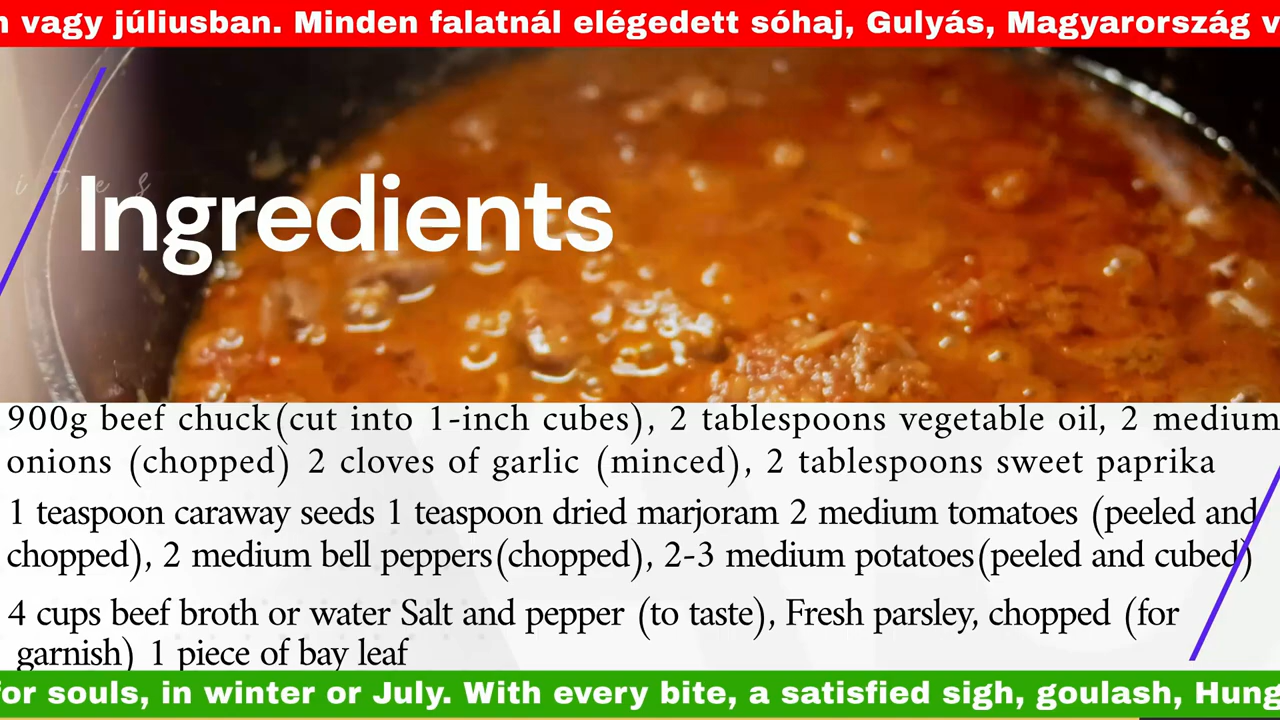 vagy júliusban. Minden falatnál elégedett sóhaj, Gulyás, Magyarország
i t e s
Ingredients
900g beef chuck(cut into 1-inch cubes), 2 tablespoons vegetable oil, 2 medium
onions (chopped) 2 cloves of garlic (minced), 2 tablespoons sweet paprika
1 teaspoon caraway seeds 1 teaspoon dried marjoram 2 medium tomatoes (peeled and
chopped), 2 medium bell peppers(chopped), 2-3 medium potatoes(peeled and cubed)
4 cups beef broth or water Salt and pepper (to taste), Fresh parsley, chopped (for
garnish) 1 piece of bay leaf
for souls, in winter or July. With every bite, a satisfied sigh, goulash, Hung